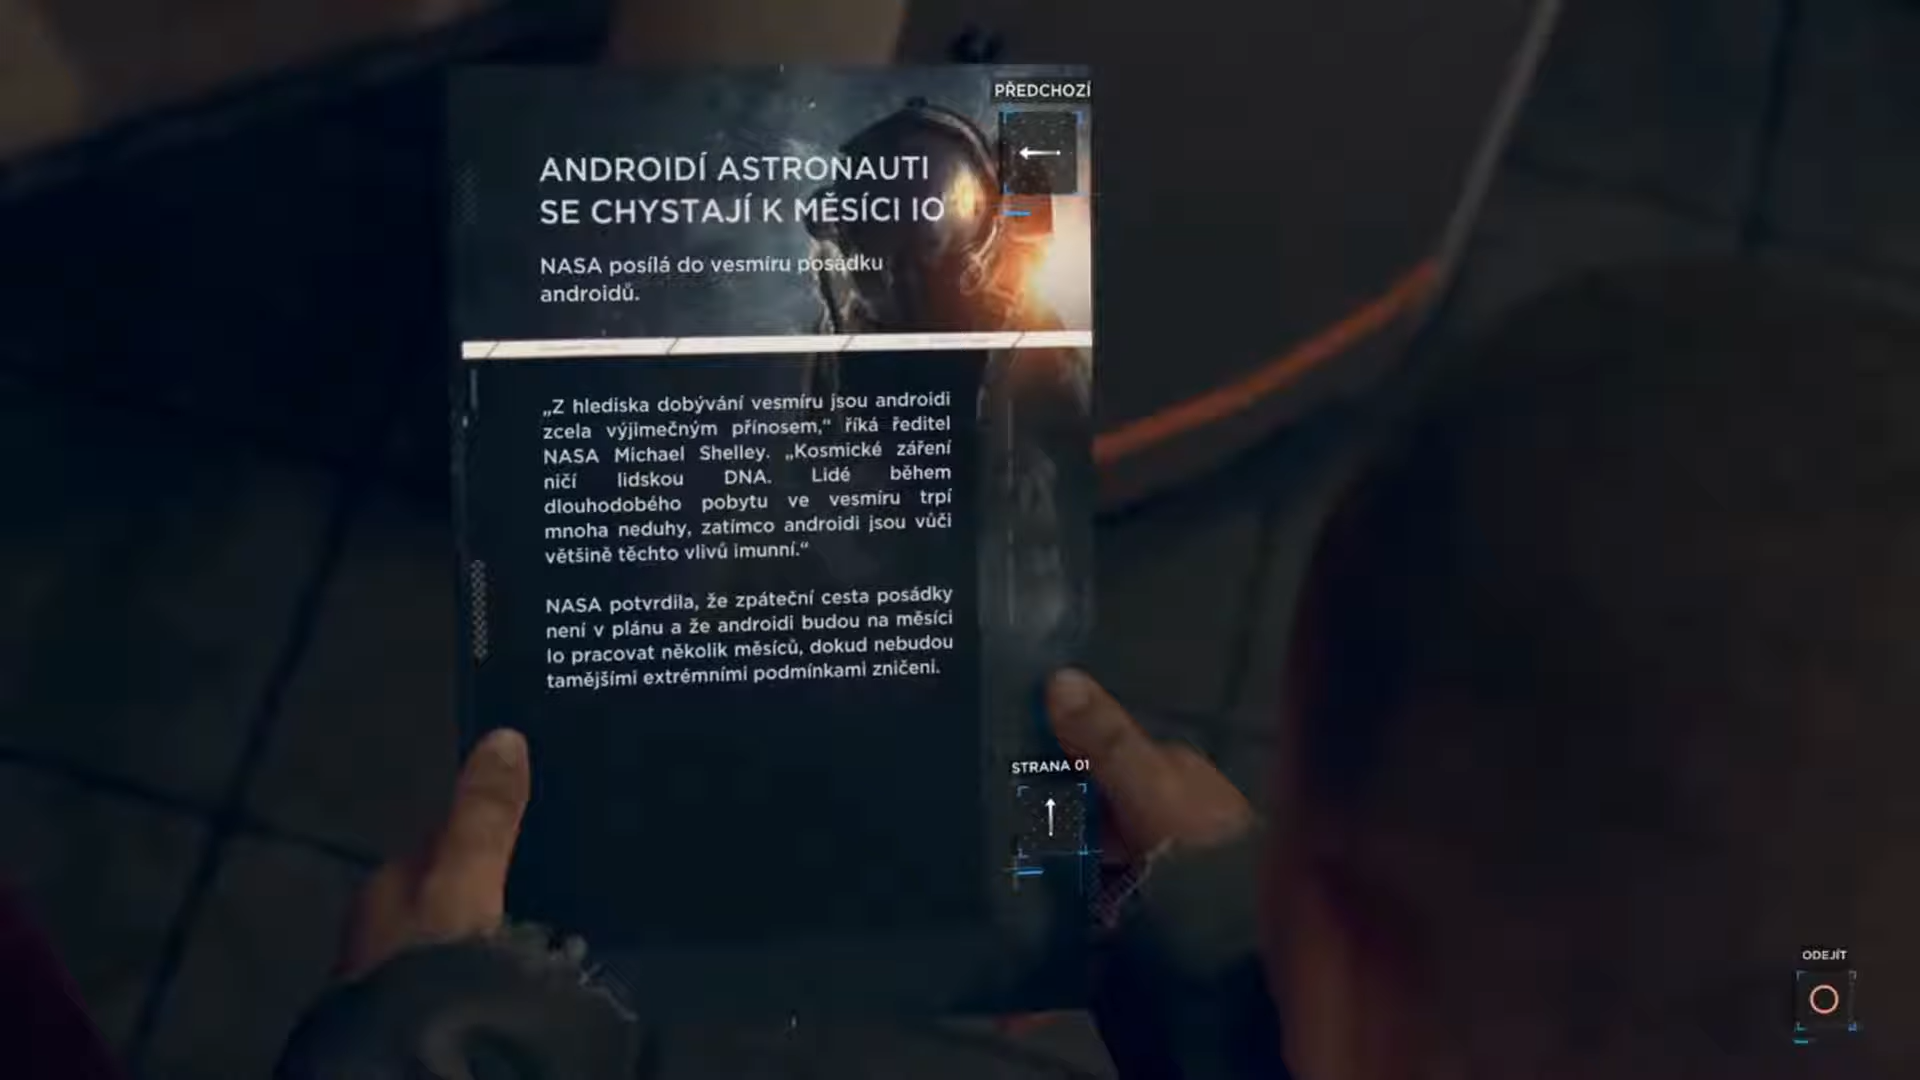 PŘEDCHOZÍ
ANDROIDÍ ASTRONAUTI
SE CHYSTAJÍ K MĚSÍCI IO
NASA posílá do vesmíru posádku
androidů.
„Z hlediska dobývání vesmíru jsou androidi
zcela výjimečným přínosem,“ říká ředitel
NASA Michael Shelley. „Kosmické záření
ničí lidskou DNA. Lidé během
dlouhodobého pobytu ve vesmíru trpí
mnoha neduhy, zatímco androidi jsou vůči
většině těchto vlivů imunní.“
NASA potvrdila, že zpáteční cesta posádky
není v plánu a že androidi budou na měsíci
Io pracovat několik měsíců, dokud nebudou
tamějšími extrémními podmínkami zničeni.
STRANA 01
ODEJÍT